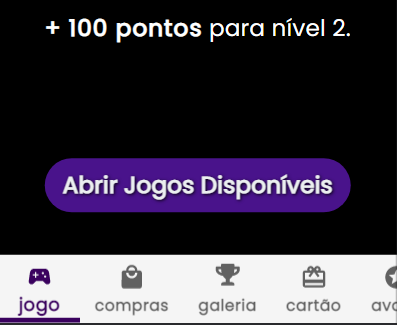 + 100 pontos para nível 2.
Abrir Jogos Disponíveis
jogo compras galeria cartão